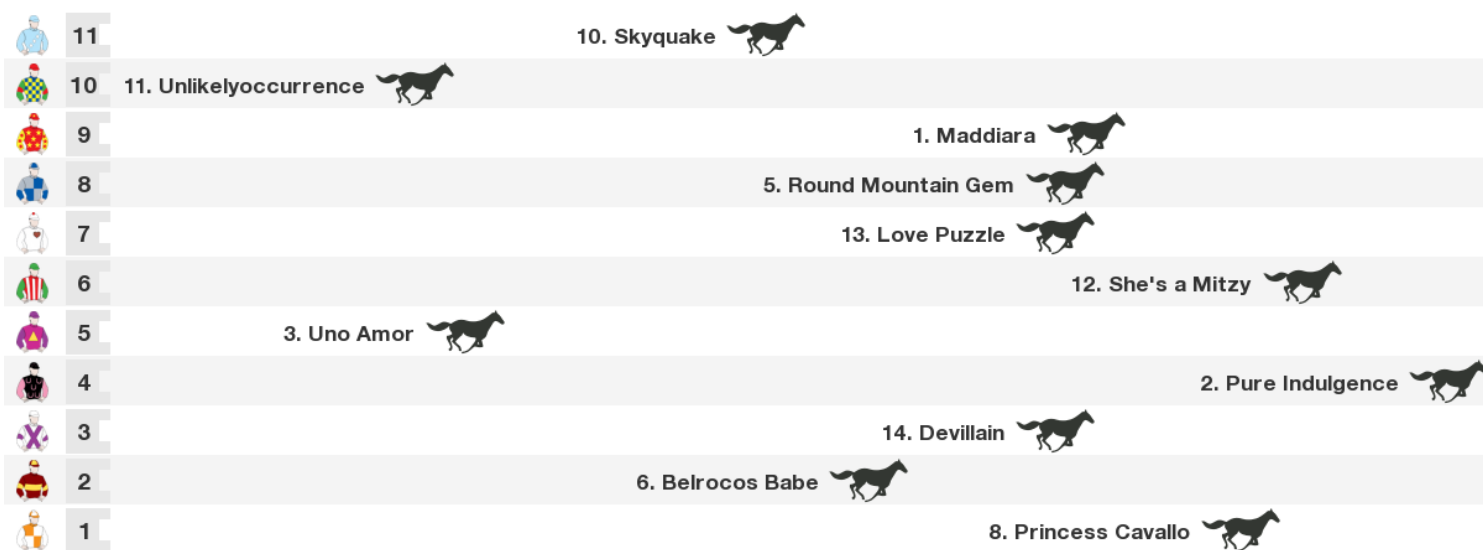 11 10. Skyquake
10 11. Unlikelyoccurrence
9 1. Maddiara
8 5. Round Mountain Gem
7 13. Love Puzzle
6 12. She's a Mitzy
5 3. Uno Amor
4 2. Pure Indulgence
3 14. Devillain
2 6. Belrocos Babe
1 8. Princess Cavallo